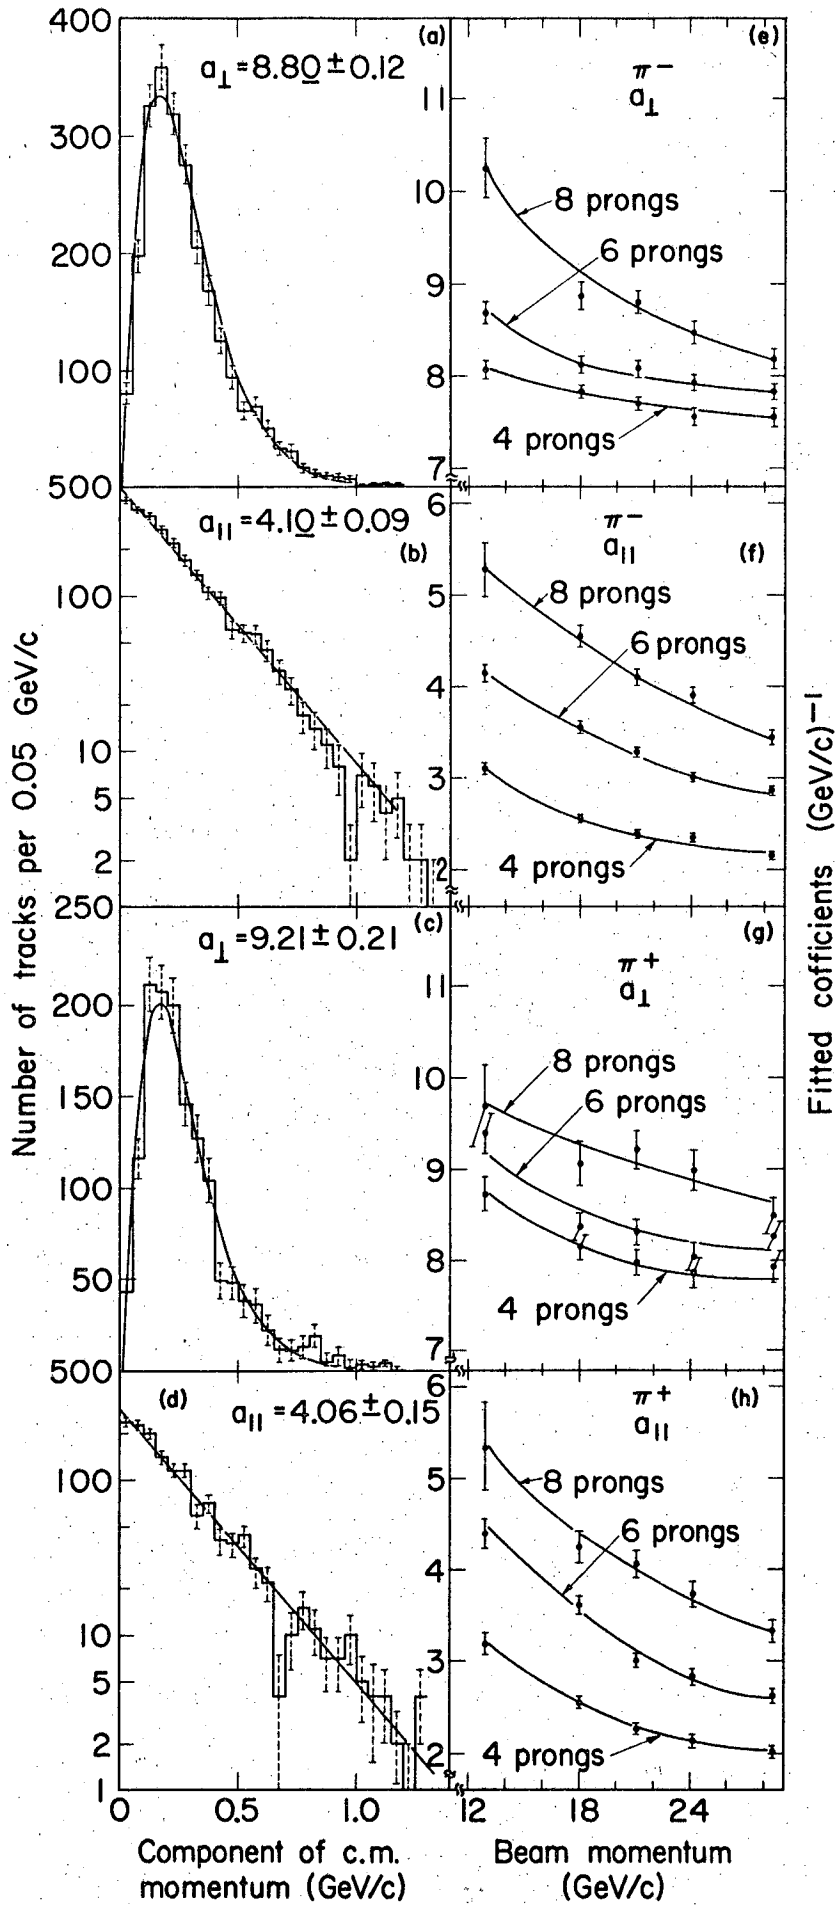 400
300
200
100
500
(a)
a⊥=8.80±0.12
100
10
5
2
250
a||=4.10±0.09
(b)
200
150
100
50
500
a⊥=9.21±0.21
(c)
100
10
5
2
1
(d)
a||=4.06±0.15
0
0.5
1.0
Number of tracks per 0.05 GeV/c
Component of c.m.
momentum (GeV/c)
(e)
π−
a⊥
11
10
9
8
7
8 prongs
6 prongs
4 prongs
(f)
π−
a||
6
5
4
3
2
8 prongs
6 prongs
4 prongs
(g)
π+
a⊥
11
10
9
8
7
8 prongs
6 prongs
4 prongs
(h)
π+
a||
6
5
4
3
2
8 prongs
6 prongs
4 prongs
12
18
24
Beam momentum
(GeV/c)
Fitted cofficients (GeV/c)−1